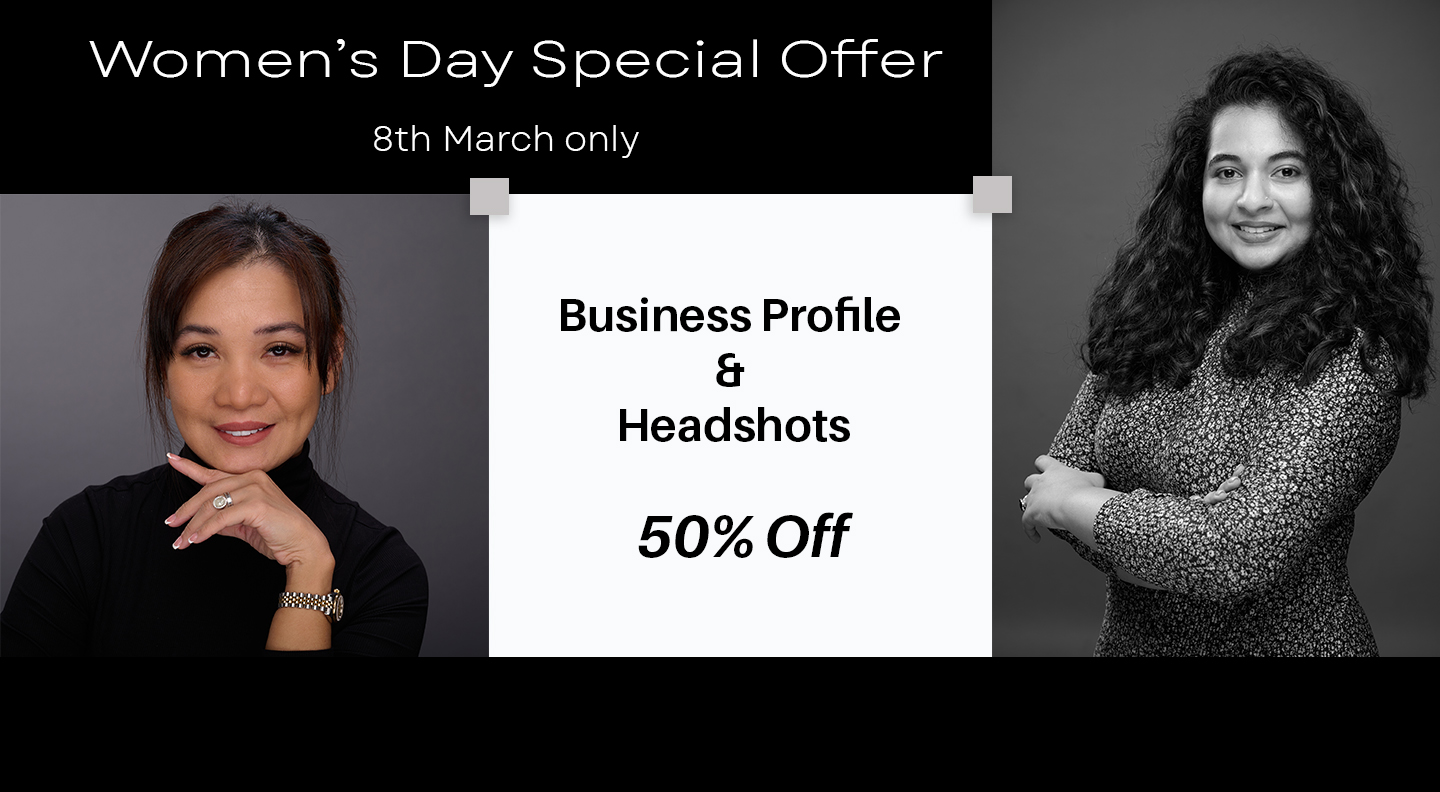 Women’s Day Special Offer
8th March only
Business Profile
&
Headshots
50% Off